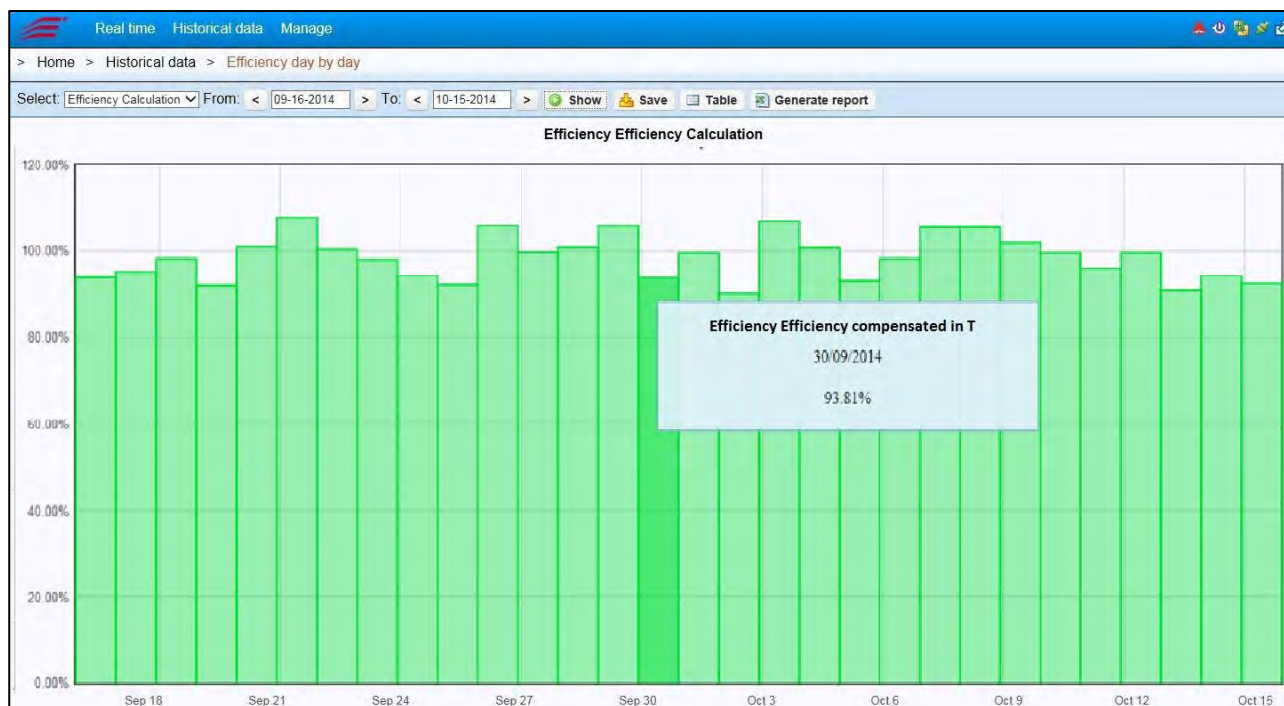 Real time Historical data Manage
> Home > Historical data > Efficiency day by day
Select: Efficiency Calculation From: < 09-16-2014 > To: < 10-15-2014 > Show Save Table Generate report
Efficiency Efficiency Calculation
120.00%
100.00%
80.00%
60.00%
40.00%
20.00%
0.00%
Efficiency Efficiency compensated in T
30/09/2014
93.81%
Sep 18 Sep 21 Sep 24 Sep 27 Sep 30 Oct 3 Oct 6 Oct 9 Oct 12 Oct 15